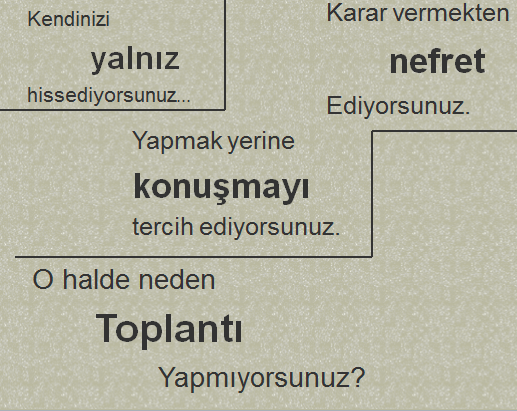 Kendinizi
yalnız
hissediyorsunuz...
Karar vermekten
nefret
Ediyorsunuz.
Yapmak yerine
konuşmayı
tercih ediyorsunuz.
O halde neden
Toplantı
Yapmıyorsunuz?